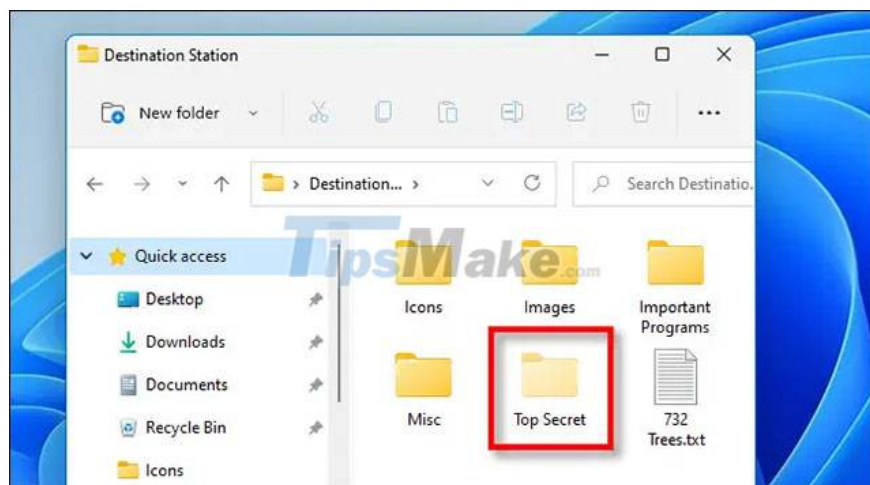 Destination Station
New folder
Destination...
Search Destinatio.
TipsMake.com
Quick access
Desktop
Downloads
Documents
Recycle Bin
Icons
Icons
Images
Important
Programs
Misc
Top Secret
732
Trees.txt